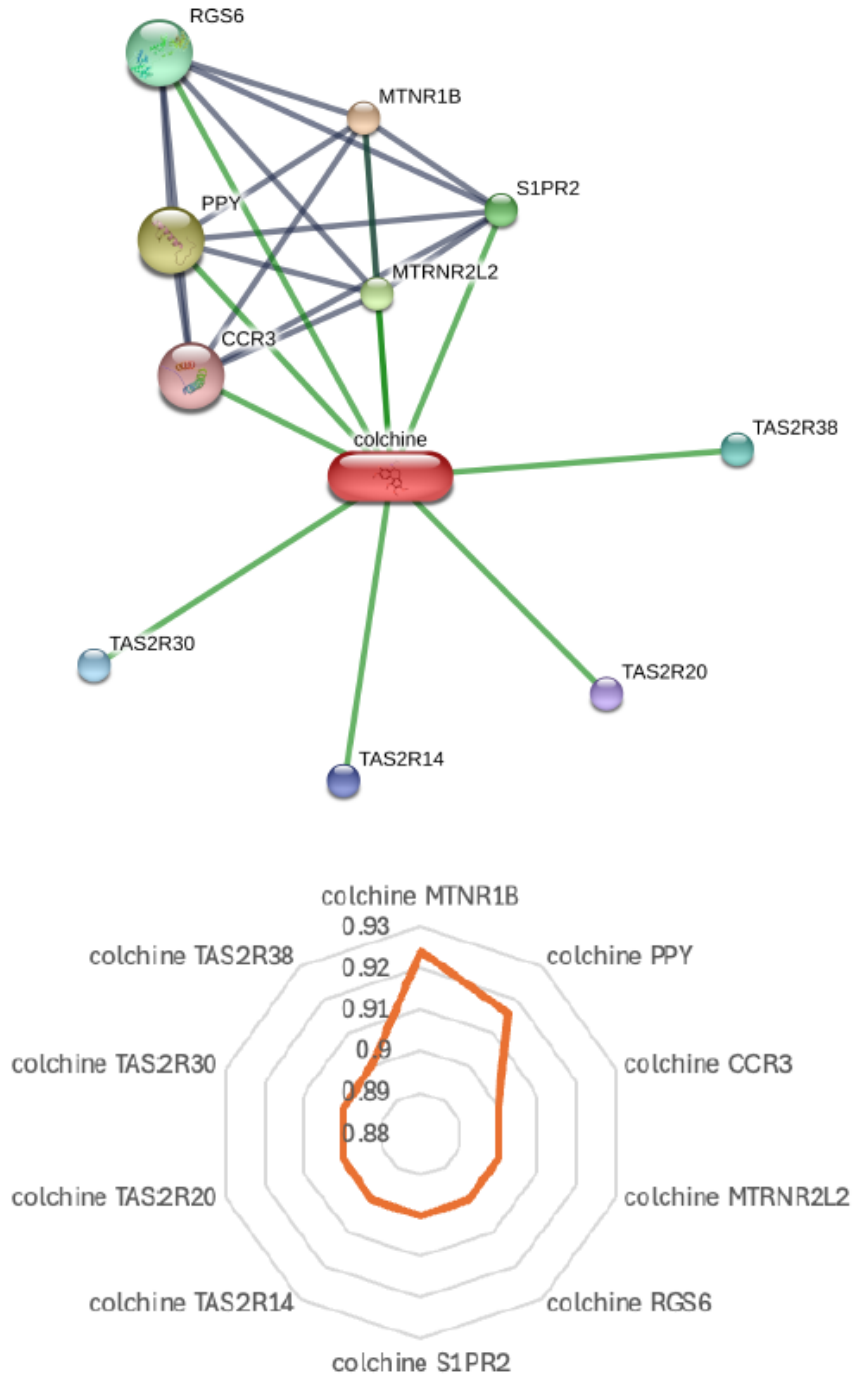 RGS6
MTNR1B
S1PR2
PPY
MTRNR2L2
CCR3
colchine
TAS2R38
TAS2R30
TAS2R20
TAS2R14
colchine MTNR1B
0.93
colchine TAS2R38
colchine PPY
0.92
0.91
colchine TAS2R30
0.9
colchine CCR3
0.89
0.88
colchine TAS2R20
colchine MTRNR2L2
colchine TAS2R14
colchine RGS6
colchine S1PR2